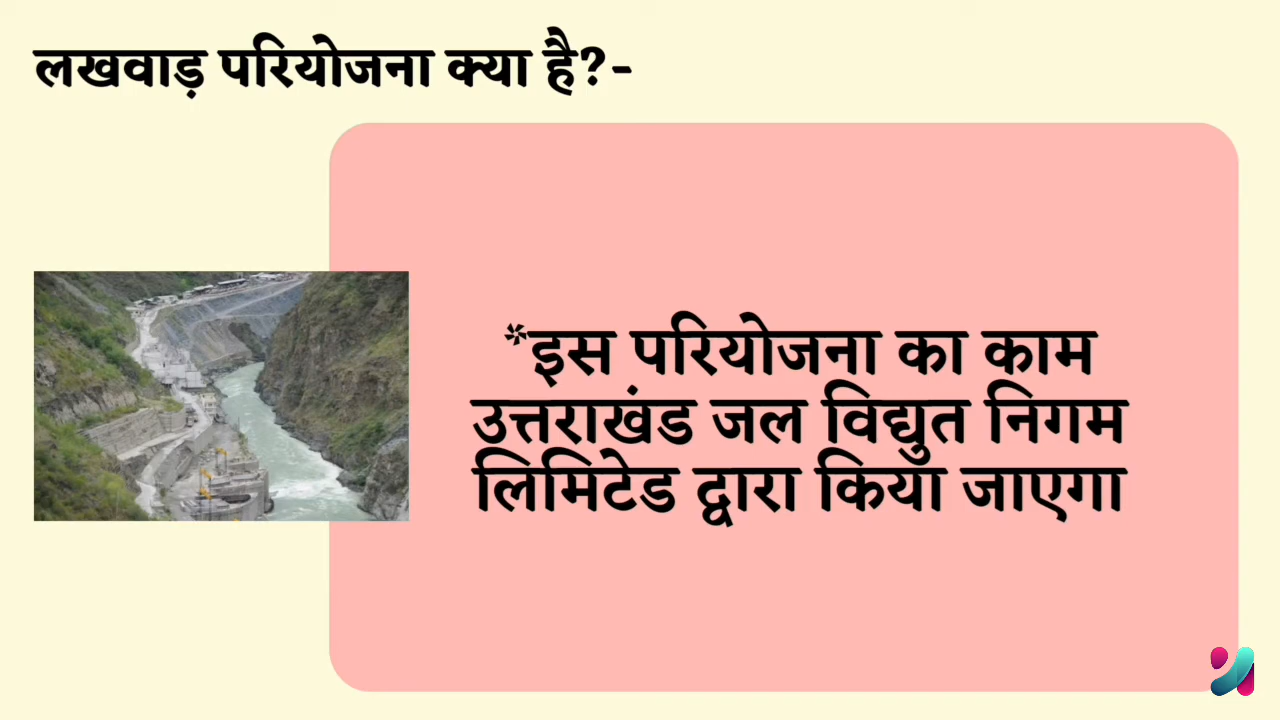 लखवाड़ परियोजना क्या है?-
*इस परियोजना का काम
उत्तराखंड जल विद्युत निगम
लिमिटेड द्वारा किया जाएगा